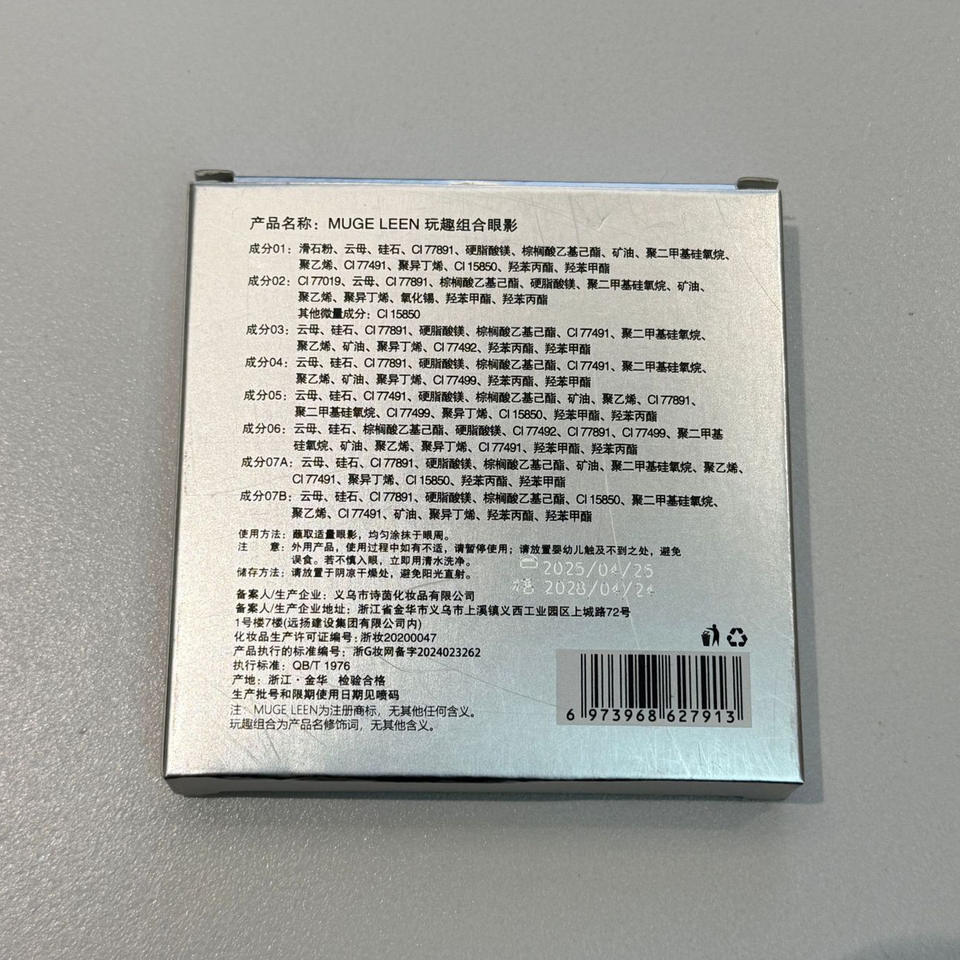 产品名称：MUGE LEEN 玩趣组合眼影
成分01：滑石粉、云母、硅石、CI 77891、硬脂酸镁、棕榈酸乙基己酯、矿油、聚二甲基硅氧烷、
聚乙烯、CI 77491、聚异丁烯、CI 15850、羟苯丙酯、羟苯甲酯
成分02：CI 77019、云母、CI 77891、棕榈酸乙基己酯、硬脂酸镁、聚二甲基硅氧烷、矿油、
聚乙烯、聚异丁烯、氧化锡、羟苯甲酯、羟苯丙酯
其他微量成分：CI 15850
成分03：云母、硅石、CI 77891、硬脂酸镁、棕榈酸乙基己酯、CI 77491、聚二甲基硅氧烷、
聚乙烯、矿油、聚异丁烯、CI 77492、羟苯丙酯、羟苯甲酯
成分04：云母、硅石、CI 77891、硬脂酸镁、棕榈酸乙基己酯、CI 77491、聚二甲基硅氧烷、
聚乙烯、矿油、聚异丁烯、CI 77499、羟苯丙酯、羟苯甲酯
成分05：云母、硅石、CI 77491、硬脂酸镁、棕榈酸乙基己酯、矿油、聚乙烯、CI 77891、
聚二甲基硅氧烷、CI 77499、聚异丁烯、CI 15850、羟苯甲酯、羟苯丙酯
成分06：云母、硅石、棕榈酸乙基己酯、硬脂酸镁、CI 77492、CI 77891、CI 77499、聚二甲基
硅氧烷、矿油、聚乙烯、聚异丁烯、CI 77491、羟苯甲酯、羟苯丙酯
成分07A：云母、硅石、CI 77891、硬脂酸镁、棕榈酸乙基己酯、矿油、聚二甲基硅氧烷、聚乙烯、
CI 77491、聚异丁烯、CI 15850、羟苯丙酯、羟苯甲酯
成分07B：云母、硅石、CI 77891、硬脂酸镁、棕榈酸乙基己酯、CI 15850、聚二甲基硅氧烷、
聚乙烯、CI 77491、矿油、聚异丁烯、羟苯丙酯、羟苯甲酯
使用方法：蘸取适量眼影，均匀涂抹于眼周。
注 意：外用产品，使用过程中如有不适，请暂停使用；请放置婴幼儿触及不到之处，避免
误食。若不慎入眼，立即用清水洗净。
储存方法：请放置于阴凉干燥处，避免阳光直射。
2025/04/25
2028/04/24
备案人/生产企业：义乌市诗茵化妆品有限公司
备案人/生产企业地址：浙江省金华市义乌市上溪镇义西工业园区上城路72号
1号楼7楼(远扬建设集团有限公司内)
化妆品生产许可证编号：浙妆20200047
产品执行的标准编号：浙G妆网备字2024023262
执行标准：QB/T 1976
产地：浙江·金华 检验合格
生产批号和限期使用日期见喷码
注：MUGE LEEN为注册商标，无其他任何含义。
玩趣组合为产品名修饰词，无其他含义。
6 973968 627913